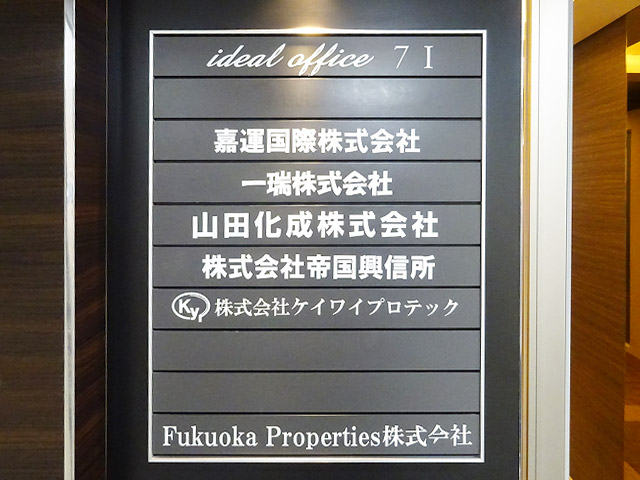 ideal office 7 I
嘉運国際株式会社
一瑞株式会社
山田化成株式会社
株式会社帝国興信所
Ky 株式会社ケイワイプロテック
Fukuoka Properties株式会社